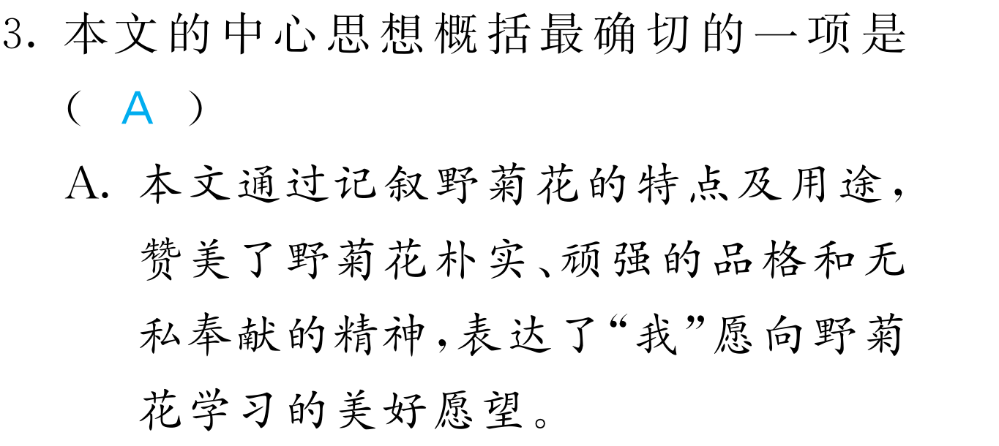 3. 本文的中心思想概括最确切的一项是
（ A ）
A. 本文通过记叙野菊花的特点及用途，
赞美了野菊花朴实、顽强的品格和无
私奉献的精神，表达了“我”愿向野菊
花学习的美好愿望。